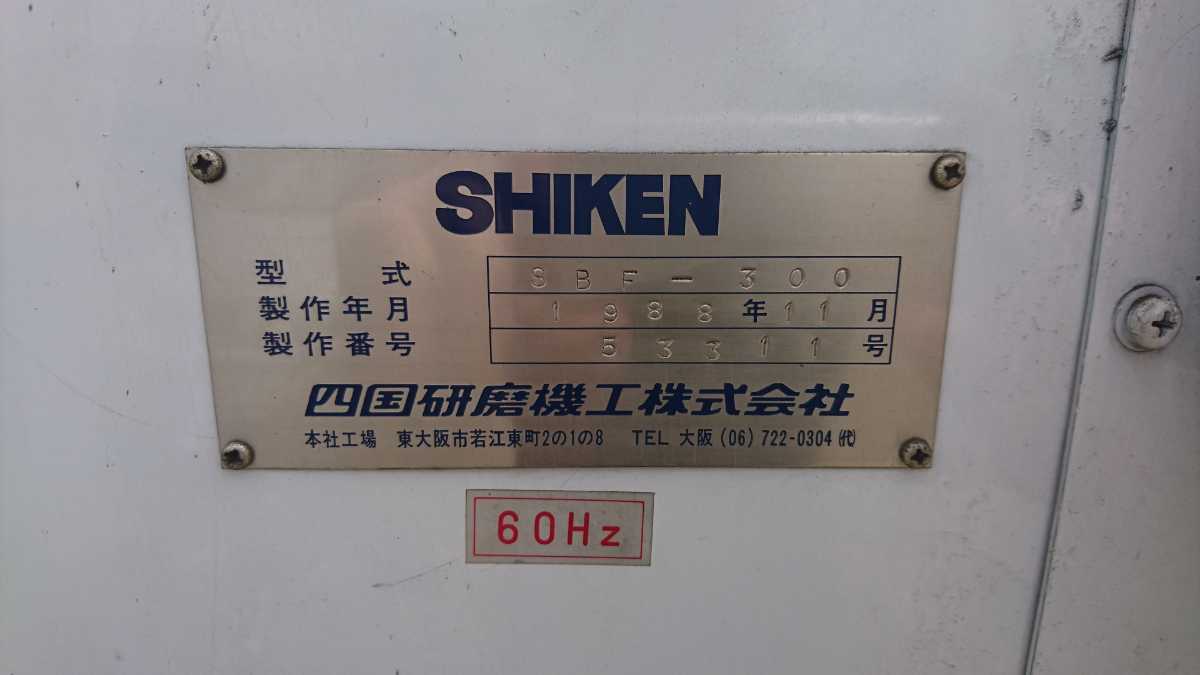 SHIKEN
型式 SBF-300
製作年月 1988年11月
製作番号 53311号
四国研磨機工株式会社
本社工場 東大阪市若江東町2の1の8 TEL 大阪(06)722-0304㈹
60Hz